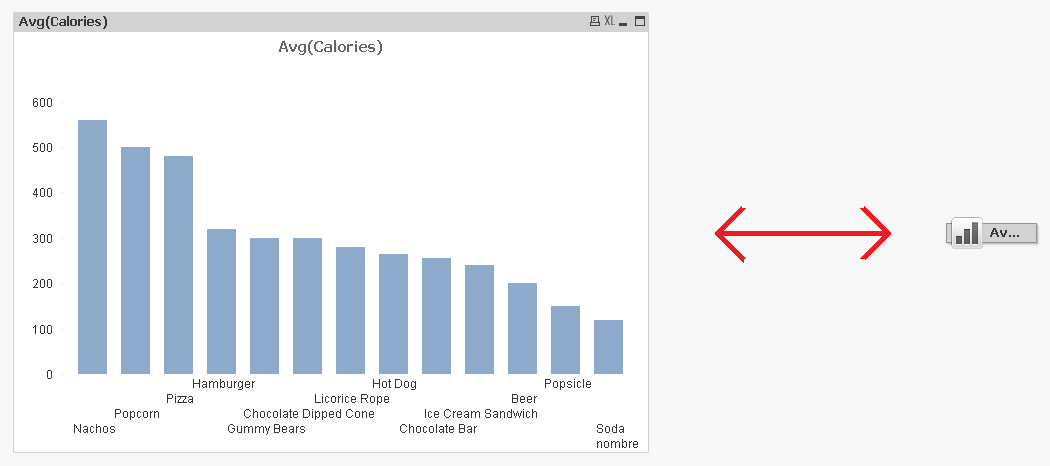 Avg(Calories) XL
Avg(Calories)
600
500
400
300
200
100
0
Hamburger Hot Dog Popsicle
Pizza Licorice Rope Beer
Popcorn Chocolate Dipped Cone Ice Cream Sandwich
Nachos Gummy Bears Chocolate Bar Soda
nombre
Av...